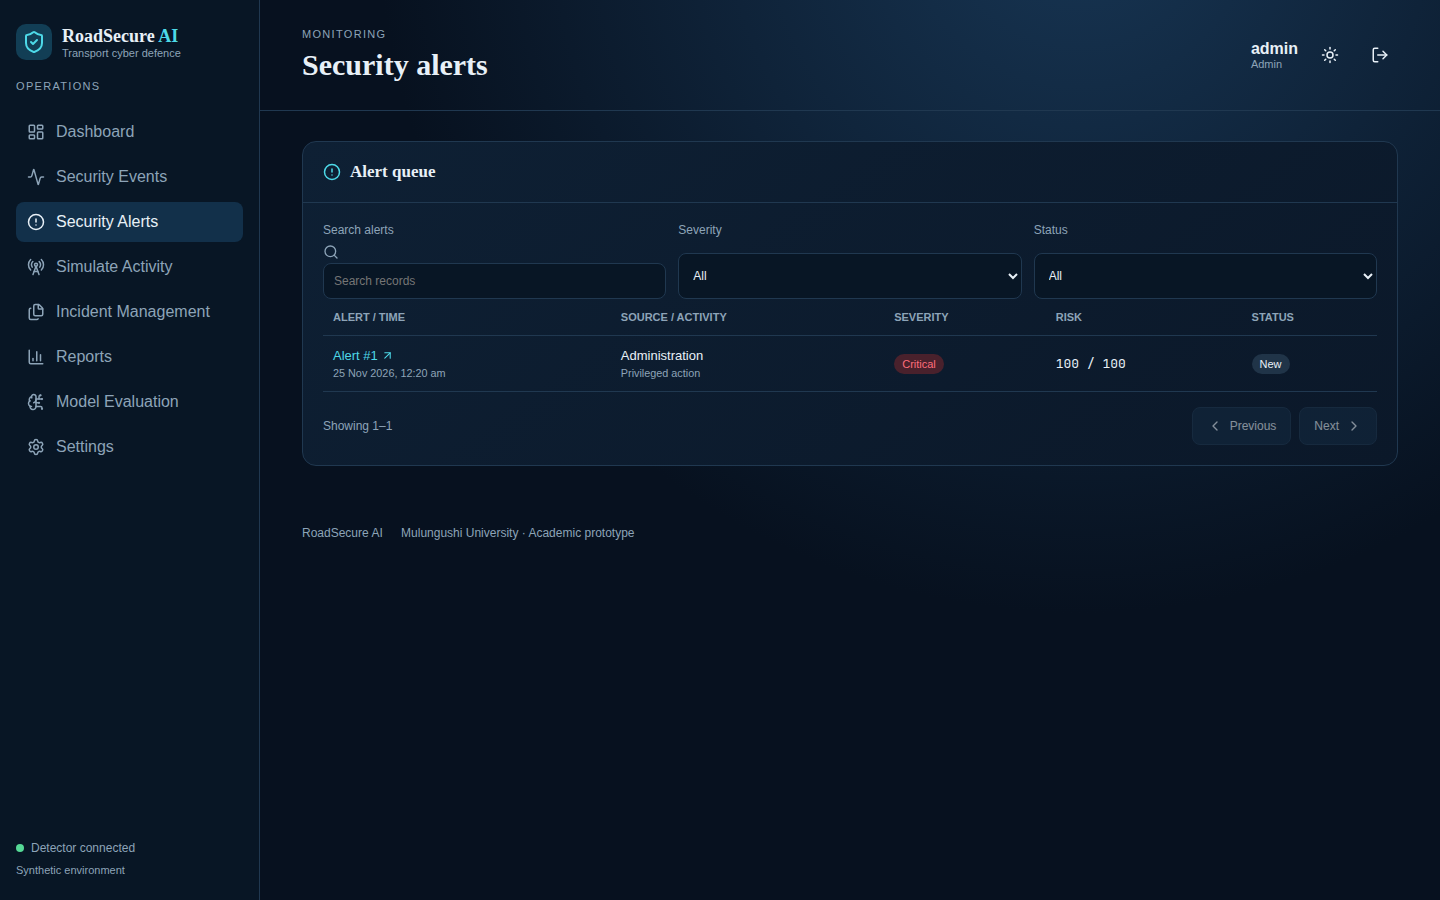 RoadSecure AI
Transport cyber defence
OPERATIONS
Dashboard
Security Events
Security Alerts
Simulate Activity
Incident Management
Reports
Model Evaluation
Settings
Detector connected
Synthetic environment
MONITORING
Security alerts
admin
Admin
Alert queue
Search alerts
Search records
Severity
All
Status
All
ALERT / TIME SOURCE / ACTIVITY SEVERITY RISK STATUS
Alert #1 Administration Critical 100 / 100 New
25 Nov 2026, 12:20 am Privileged action
Showing 1–1 Previous Next
RoadSecure AI Mulungushi University · Academic prototype